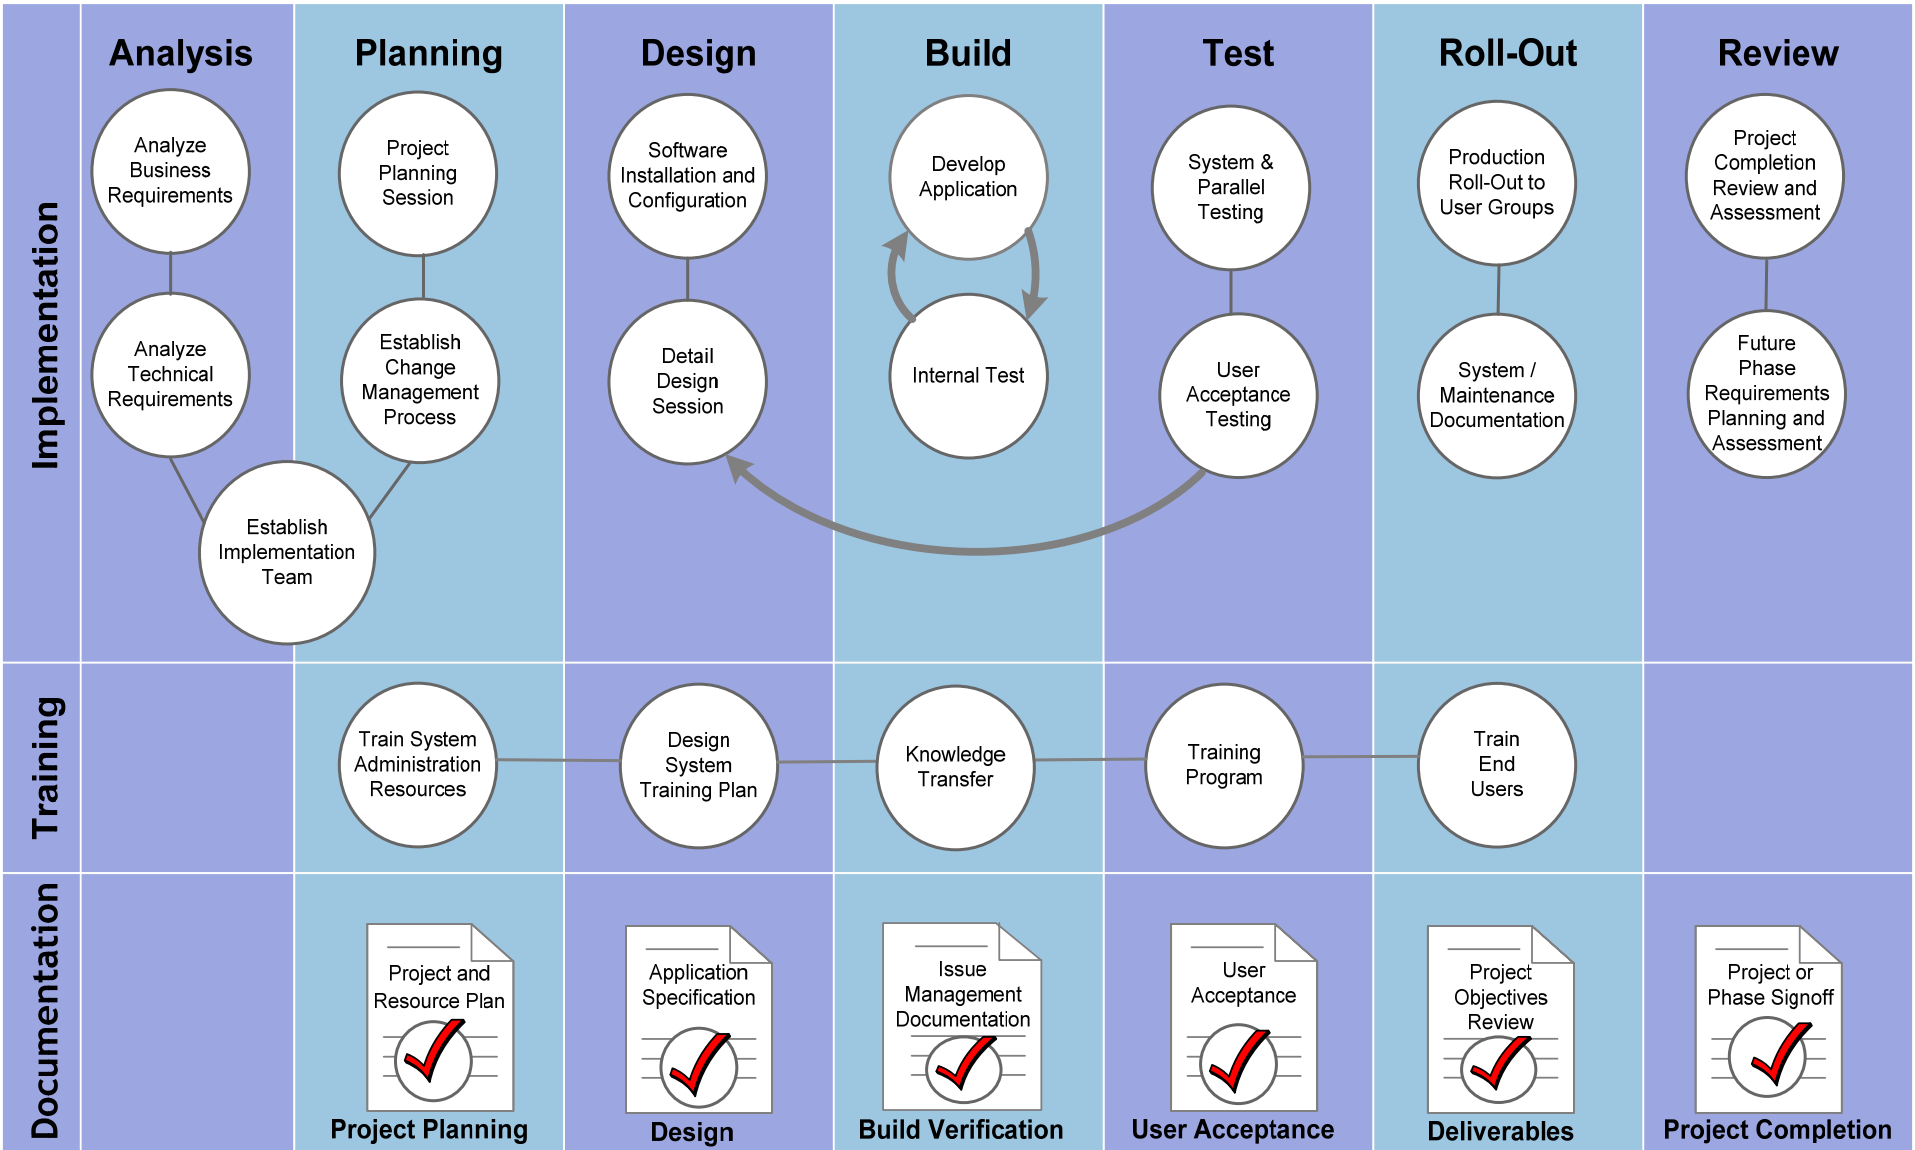 Analysis
Planning
Design
Build
Test
Roll-Out
Review
Implementation
Analyze
Business
Requirements
Project
Planning
Session
Software
Installation and
Configuration
Develop
Application
System &
Parallel
Testing
Production
Roll-Out to
User Groups
Project
Completion
Review and
Assessment
Analyze
Technical
Requirements
Establish
Change
Management
Process
Detail
Design
Session
Internal Test
User
Acceptance
Testing
System /
Maintenance
Documentation
Future
Phase
Requirements
Planning and
Assessment
Establish
Implementation
Team
Training
Train System
Administration
Resources
Design
System
Training Plan
Knowledge
Transfer
Training
Program
Train
End
Users
Documentation
Project and
Resource Plan
Application
Specification
Issue
Management
Documentation
User
Acceptance
Project
Objectives
Review
Project or
Phase Signoff
Project Planning
Design
Build Verification
User Acceptance
Deliverables
Project Completion